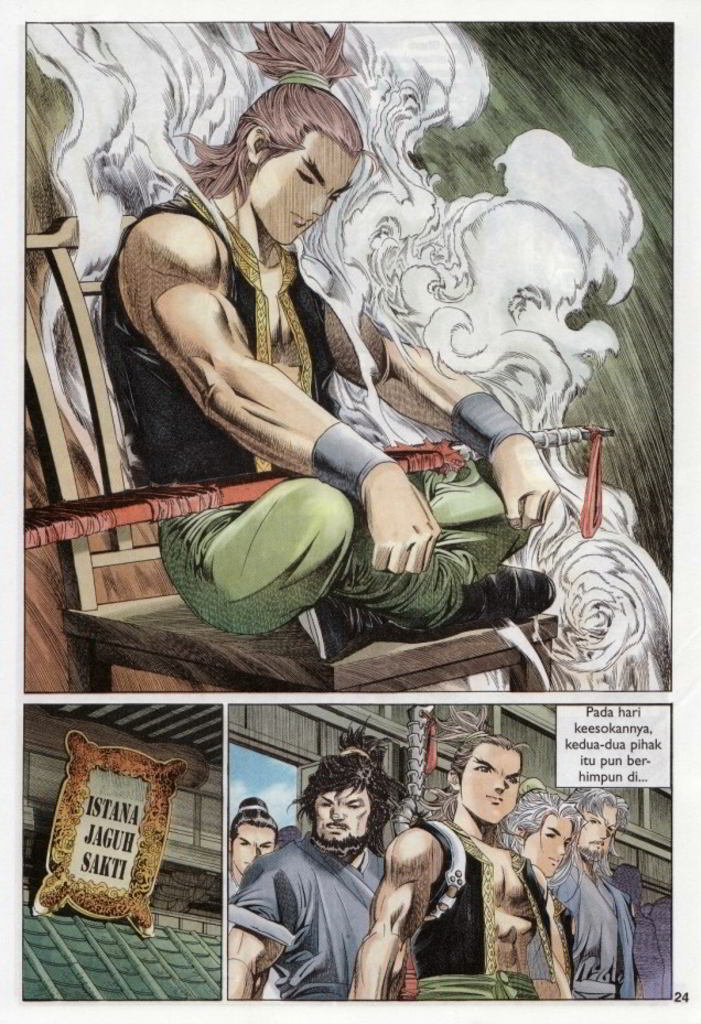 ISTANA
JAGUH
SAKTI
Pada hari
keesokannya,
kedua-dua pihak
itu pun ber-
himpun di...
24